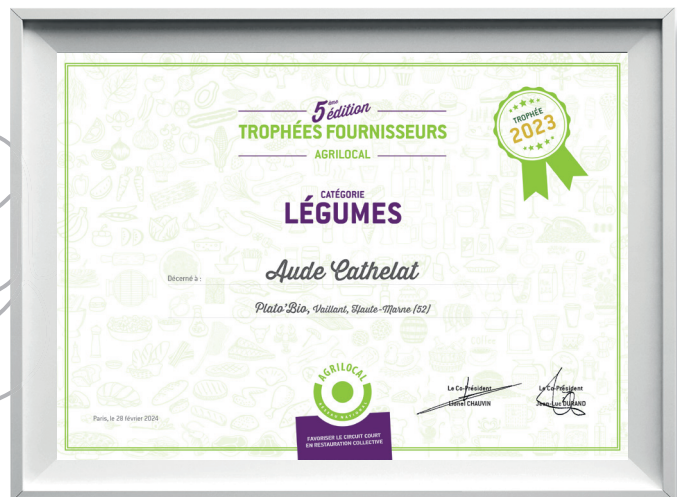 5ème édition
TROPHÉES FOURNISSEURS
AGRILOCAL
TROPHÉE
2023
CATÉGORIE
LÉGUMES
Décerné à :
Aude Cathelat
Plato'Bio, Vaillant, Haute-Marne (52)
AGRILOCAL
RÉSEAU NATIONAL
FAVORISER LE CIRCUIT COURT
EN RESTAURATION COLLECTIVE
Le Co-Président
Lionel CHAUVIN
Le Co-Président
Jean-Luc DURAND
Paris, le 28 février 2024